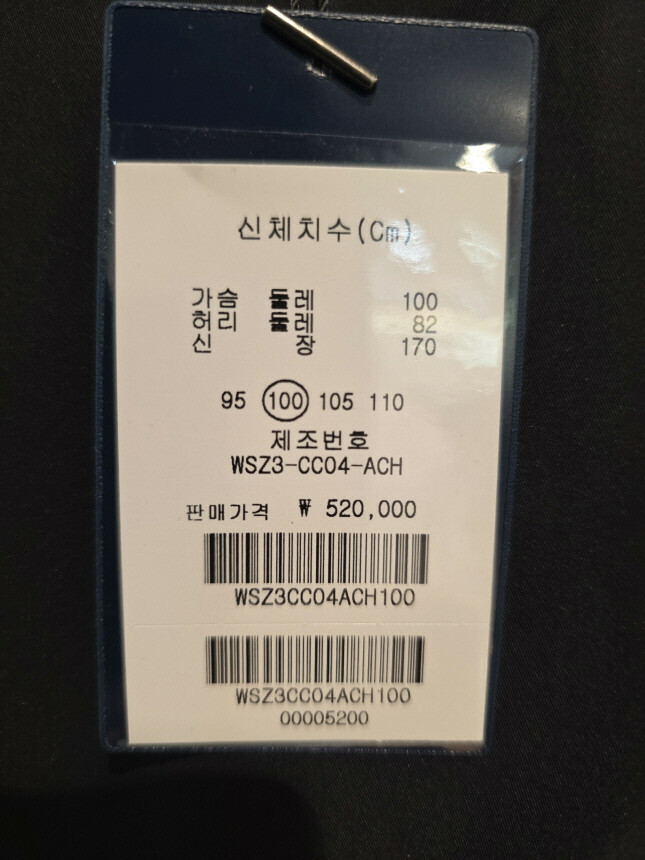 신체치수(Cm)
가슴 둘레 100
허리 둘레 82
신 장 170
95 100 105 110
제조번호
WSZ3-CC04-ACH
판매가격 ₩ 520,000
WSZ3CC04ACH100
WSZ3CC04ACH100
00005200